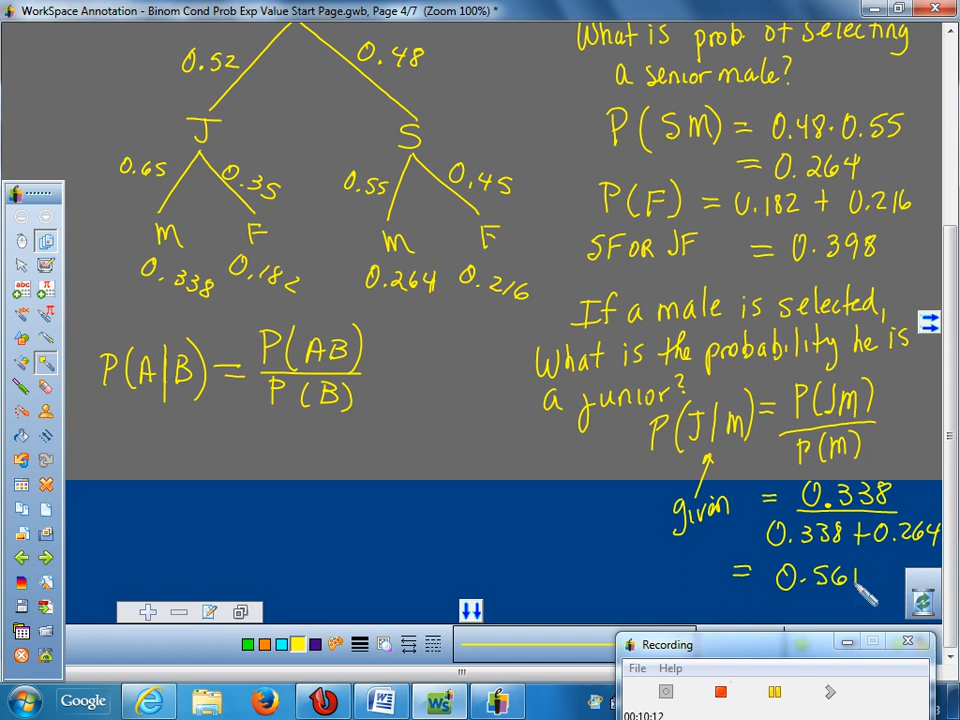 WorkSpace Annotation - Binom Cond Prob Exp Value Start Page.gwb, Page 4/7 (Zoom 100%) *
What is prob of selecting
a senior male?
0.52
0.48
J
S
0.65
0.35
0.55
0.45
M
F
M
F
0.338
0.182
0.264
0.216
P(SM) = 0.48·0.55
= 0.264
P(F) = 0.182 + 0.216
SF OR JF = 0.398
If a male is selected,
What is the probability he is
a junior?
P(A|B) = P(AB)
P(B)
P(J|M) = P(JM)
P(M)
given
= 0.338
0.338 + 0.264
= 0.561
Recording
File Help
00:10:12
Google